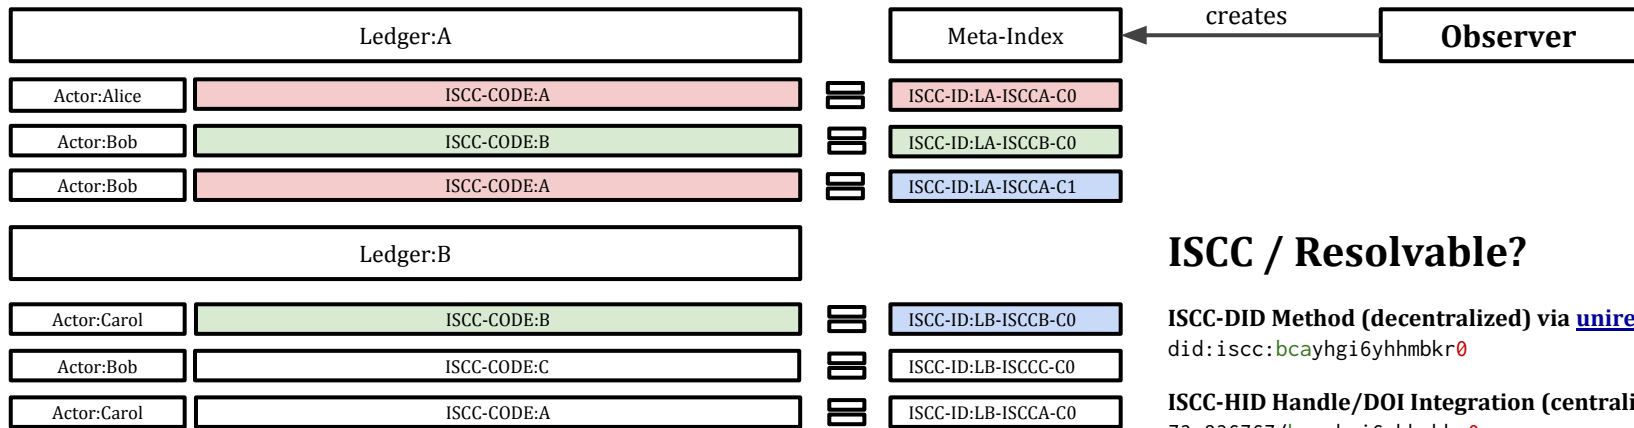 Ledger:A
Meta-Index
creates
Observer
Actor:Alice ISCC-CODE:A ISCC-ID:LA-ISCCA-C0
Actor:Bob ISCC-CODE:B ISCC-ID:LA-ISCCB-C0
Actor:Bob ISCC-CODE:A ISCC-ID:LA-ISCCA-C1
Ledger:B
Actor:Carol ISCC-CODE:B ISCC-ID:LB-ISCCB-C0
Actor:Bob ISCC-CODE:C ISCC-ID:LB-ISCCC-C0
Actor:Carol ISCC-CODE:A ISCC-ID:LB-ISCCA-C0
ISCC / Resolvable?
ISCC-DID Method (decentralized) via
did:iscc:bcayhgi6yhhmbkr0
ISCC-HID Handle/DOI Integration